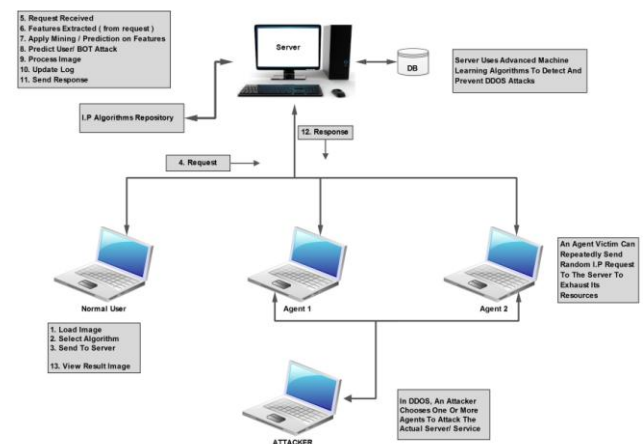 5. Request Received
6. Features Extracted ( from request )
7. Apply Mining / Prediction on Features
8. Predict User/ BOT Attack
9. Process Image
10. Update Log
11. Send Response
Server
DB
Server Uses Advanced Machine
Learning Algorithms To Detect And
Prevent DDOS Attacks
I.P Algorithms Repository
12. Response
4. Request
Normal User
Agent 1
Agent 2
An Agent Victim Can
Repeatedly Send
Random I.P Request
To The Server To
Exhaust Its
Resources
1. Load Image
2. Select Algorithm
3. Send To Server
13. View Result Image
In DDOS, An Attacker
Chooses One Or More
Agents To Attack The
Actual Server/ Service
ATTACKER